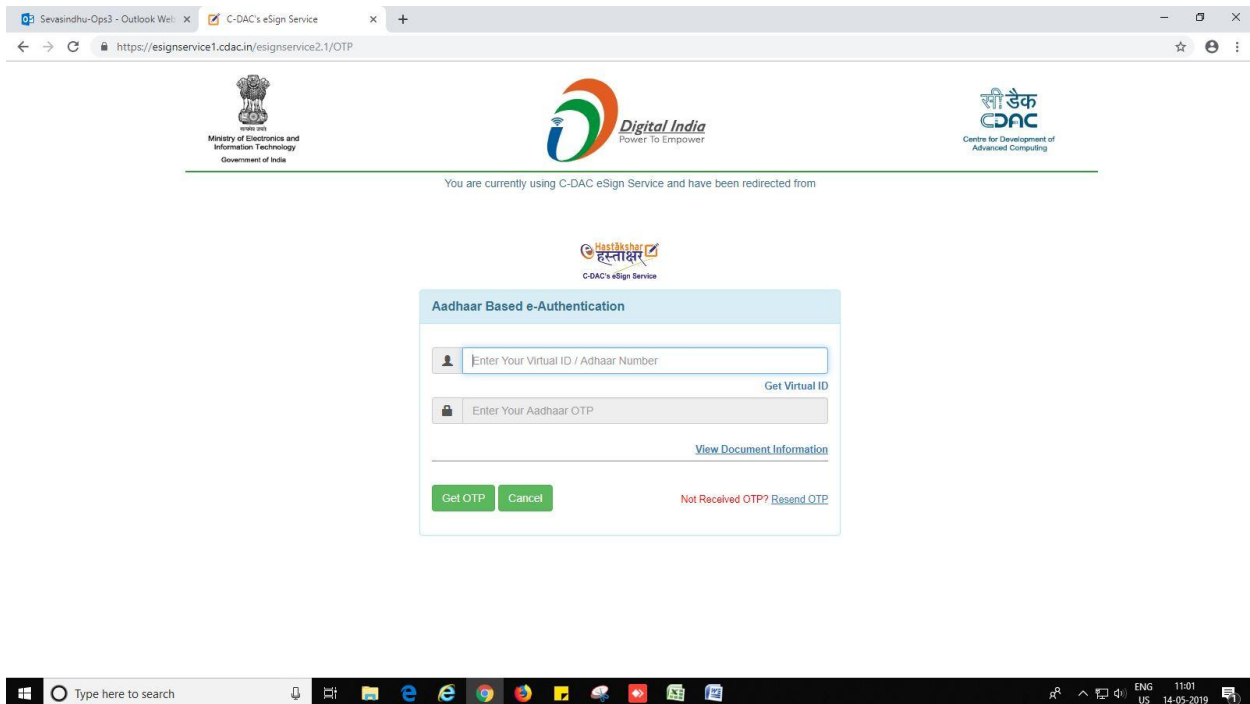 Sevasindhu-Ops3 - Outlook Web
C-DAC's eSign Service
https://esignservice1.cdac.in/esignservice2.1/OTP
सत्यमेव जयते
Ministry of Electronics and
Information Technology
Government of India
Digital India
Power To Empower
सी डैक
CDAC
Centre for Development of
Advanced Computing
You are currently using C-DAC eSign Service and have been redirected from
e Hastākshar
हस्ताक्षर
C-DAC's eSign Service
Aadhaar Based e-Authentication
Enter Your Virtual ID / Adhaar Number
Get Virtual ID
Enter Your Aadhaar OTP
View Document Information
Get OTP Cancel Not Received OTP? Resend OTP
Type here to search
ENG 11:01
US 14-05-2019